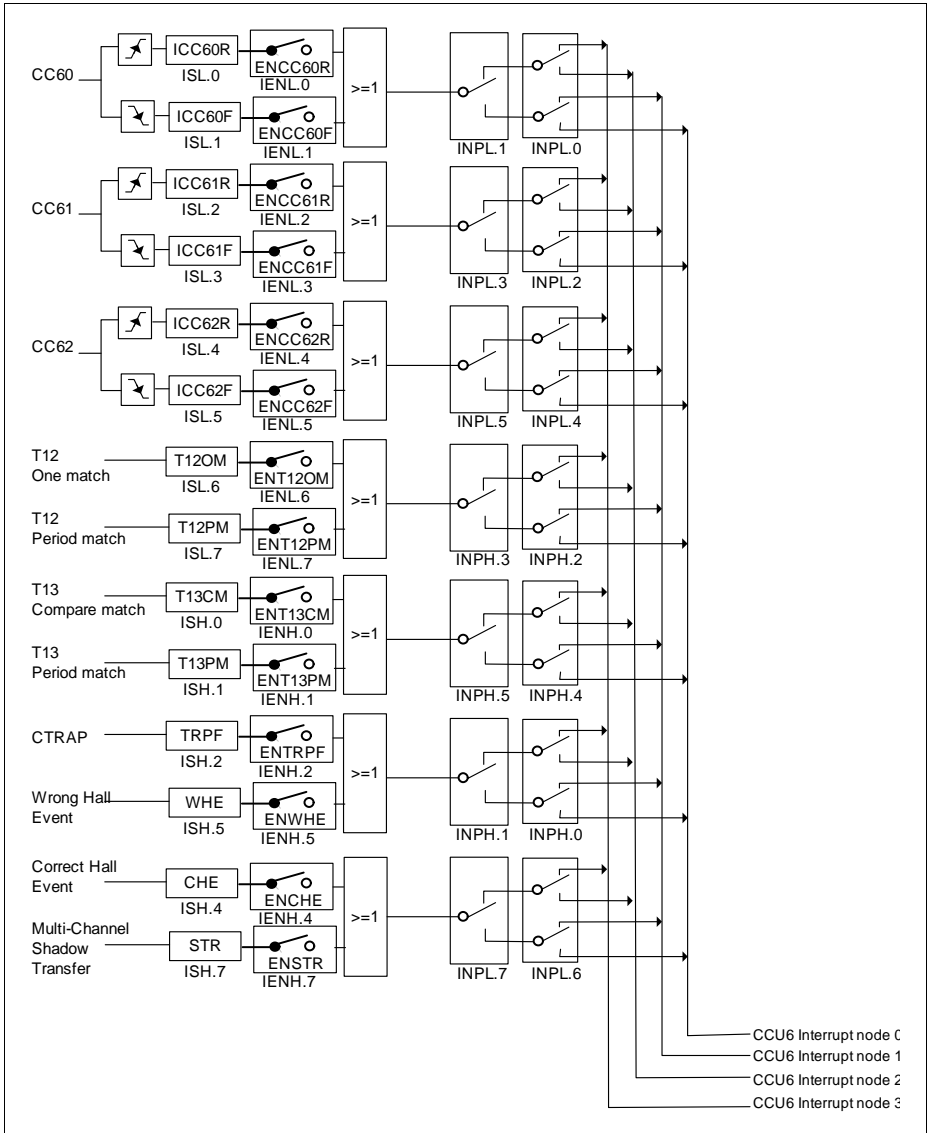 CC60
ICC60R
ISL.0
ENCC60R
IENL.0
ICC60F
ISL.1
ENCC60F
IENL.1
>=1
INPL.1
INPL.0
CC61
ICC61R
ISL.2
ENCC61R
IENL.2
ICC61F
ISL.3
ENCC61F
IENL.3
>=1
INPL.3
INPL.2
CC62
ICC62R
ISL.4
ENCC62R
IENL.4
ICC62F
ISL.5
ENCC62F
IENL.5
>=1
INPL.5
INPL.4
T12
One match
T12OM
ISL.6
ENT12OM
IENL.6
T12
Period match
T12PM
ISL.7
ENT12PM
IENL.7
>=1
INPH.3
INPH.2
T13
Compare match
T13CM
ISH.0
ENT13CM
IENH.0
T13
Period match
T13PM
ISH.1
ENT13PM
IENH.1
>=1
INPH.5
INPH.4
CTRAP
TRPF
ISH.2
ENTRPF
IENH.2
Wrong Hall
Event
WHE
ISH.5
ENWHE
IENH.5
>=1
INPH.1
INPH.0
Correct Hall
Event
CHE
ISH.4
ENCHE
IENH.4
Multi-Channel
Shadow
Transfer
STR
ISH.7
ENSTR
IENH.7
>=1
INPL.7
INPL.6
CCU6 Interrupt node 0
CCU6 Interrupt node 1
CCU6 Interrupt node 2
CCU6 Interrupt node 3